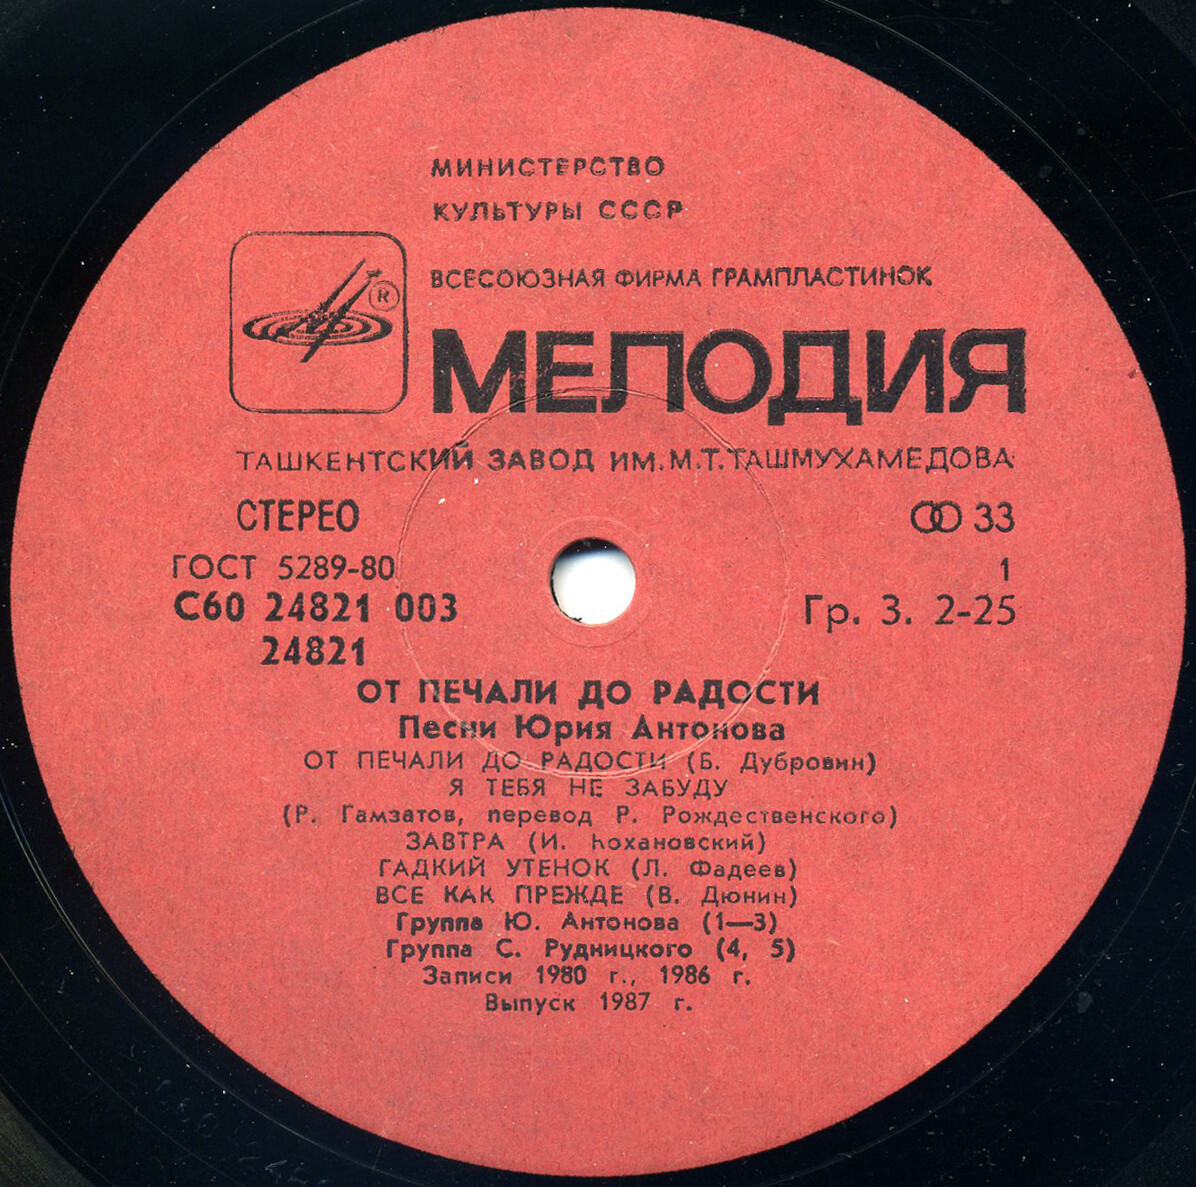 МИНИСТЕРСТВО
КУЛЬТУРЫ СССР
ВСЕСОЮЗНАЯ ФИРМА ГРАМПЛАСТИНОК
®
МЕЛОДИЯ
ТАШКЕНТСКИЙ ЗАВОД ИМ. М.Т. ТАШМУХАМЕДОВА
СТЕРЕО 33
ГОСТ 5289-80 1
С60 24821 003 Гр. 3. 2-25
24821
ОТ ПЕЧАЛИ ДО РАДОСТИ
Песни Юрия Антонова
ОТ ПЕЧАЛИ ДО РАДОСТИ (Б. Дубровин)
Я ТЕБЯ НЕ ЗАБУДУ
(Р. Гамзатов, перевод Р. Рождественского)
ЗАВТРА (И. Кохановский)
ГАДКИЙ УТЕНОК (Л. Фадеев)
ВСЕ КАК ПРЕЖДЕ (В. Дюнин)
Группа Ю. Антонова (1—3)
Группа С. Рудницкого (4, 5)
Записи 1980 г., 1986 г.
Выпуск 1987 г.